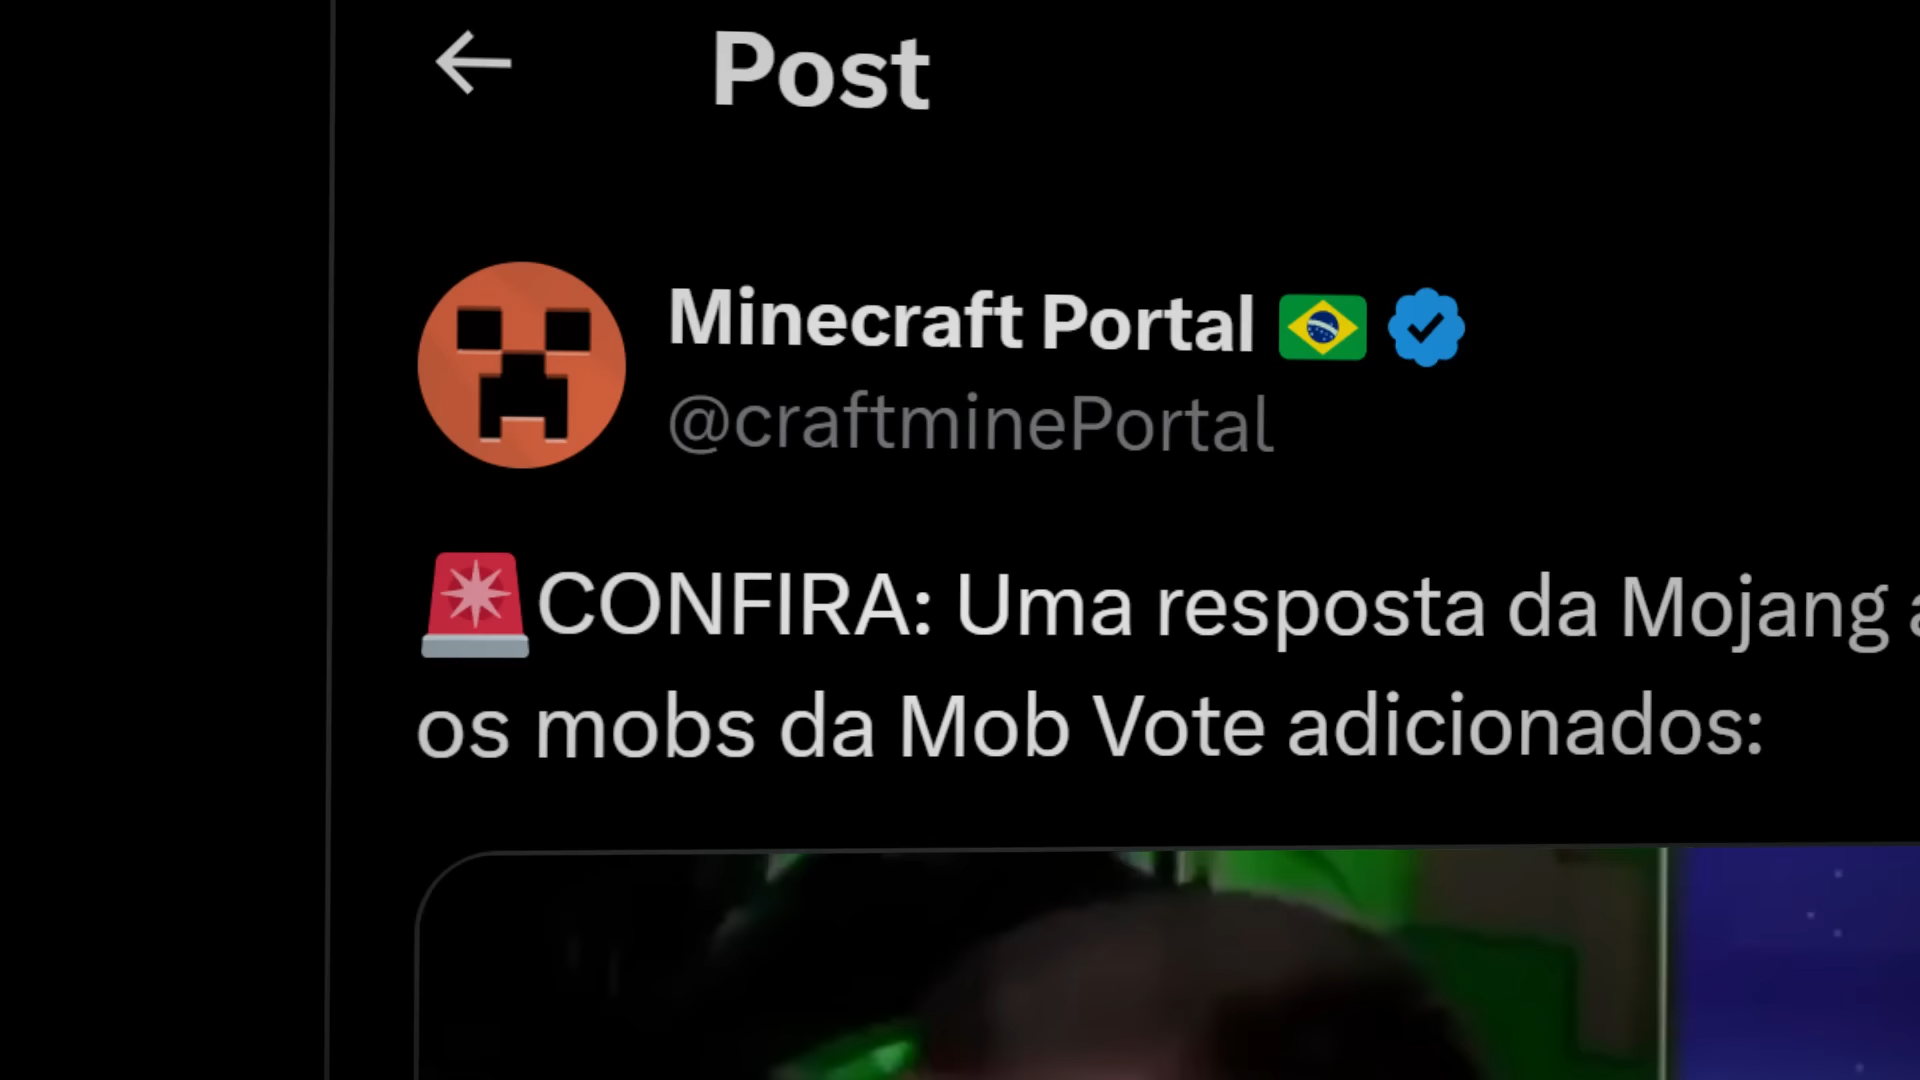 Post
Minecraft Portal
@craftminePortal
CONFIRA: Uma resposta da Mojang
os mobs da Mob Vote adicionados: